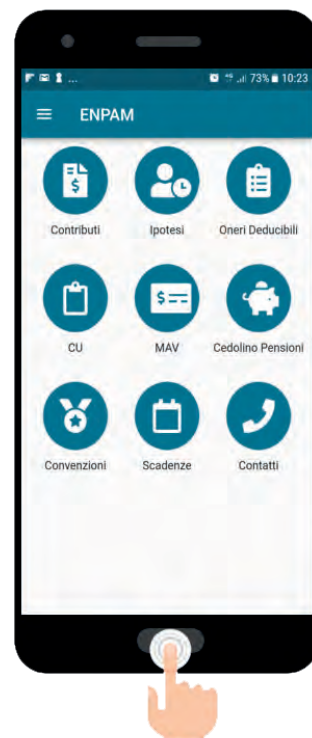 ... 73% 10:23
ENPAM
Contributi Ipotesi Oneri Deducibili
CU MAV Cedolino Pensioni
Convenzioni Scadenze Contatti